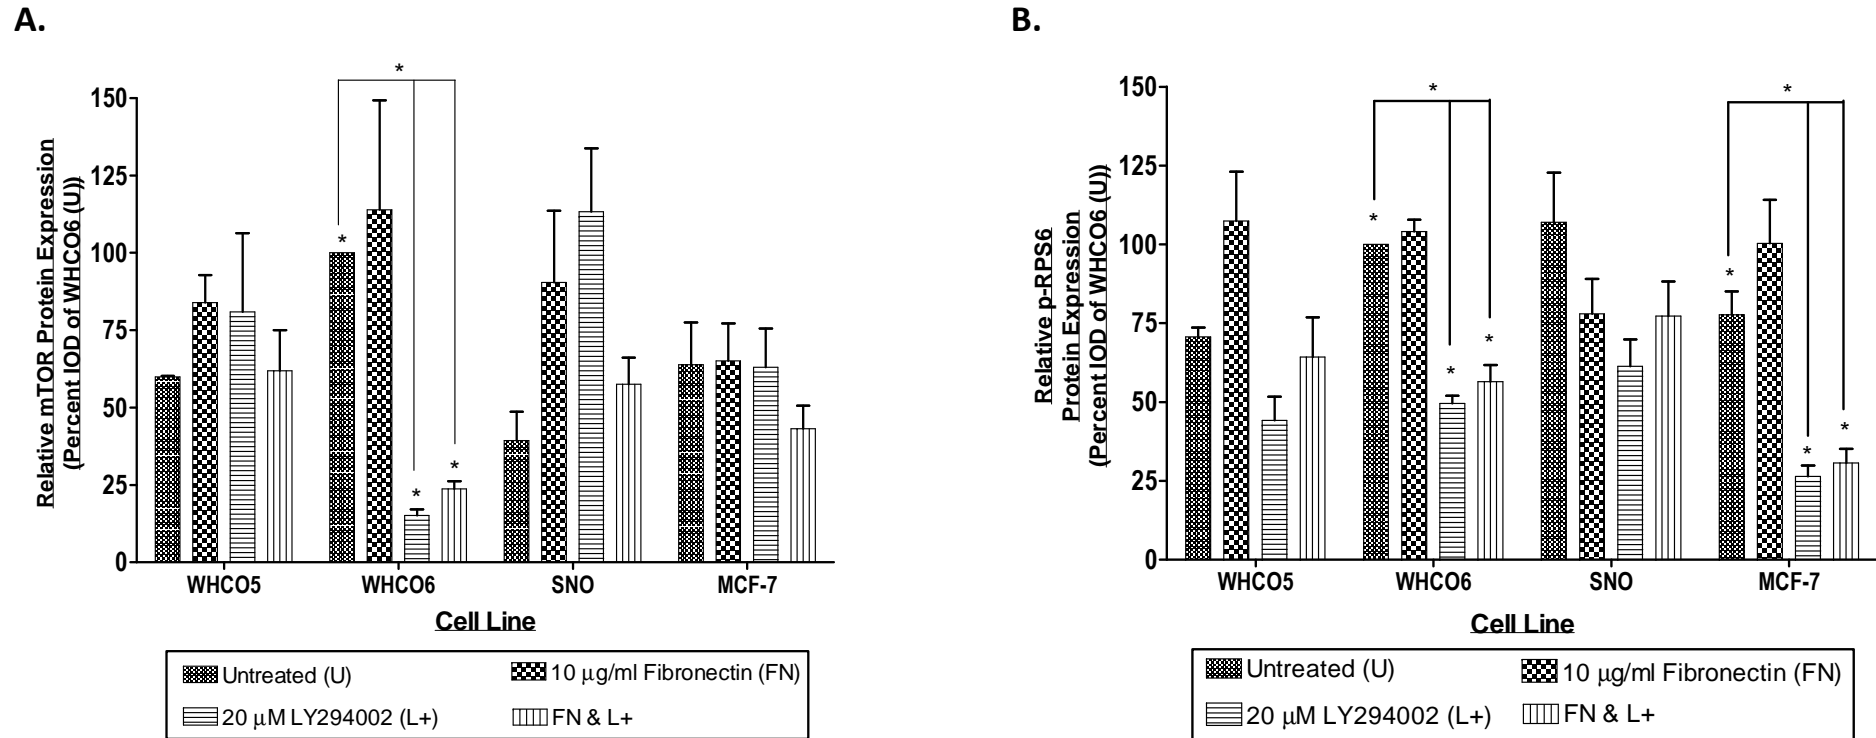 A.
Relative mTOR Protein Expression
(Percent IOD of WHCO6 (U))
*
150
125
100
75
50
25
0
*
*
*
WHCO5 WHCO6 SNO MCF-7
Cell Line
Untreated (U) 10 μg/ml Fibronectin (FN)
20 μM LY294002 (L+) FN & L+
B.
Relative p-RPS6
Protein Expression
(Percent IOD of WHCO6 (U))
* *
150
125
100
75
50
25
0
*
*
*
*
*
*
WHCO5 WHCO6 SNO MCF-7
Cell Line
Untreated (U) 10 μg/ml Fibronectin (FN)
20 μM LY294002 (L+) FN & L+